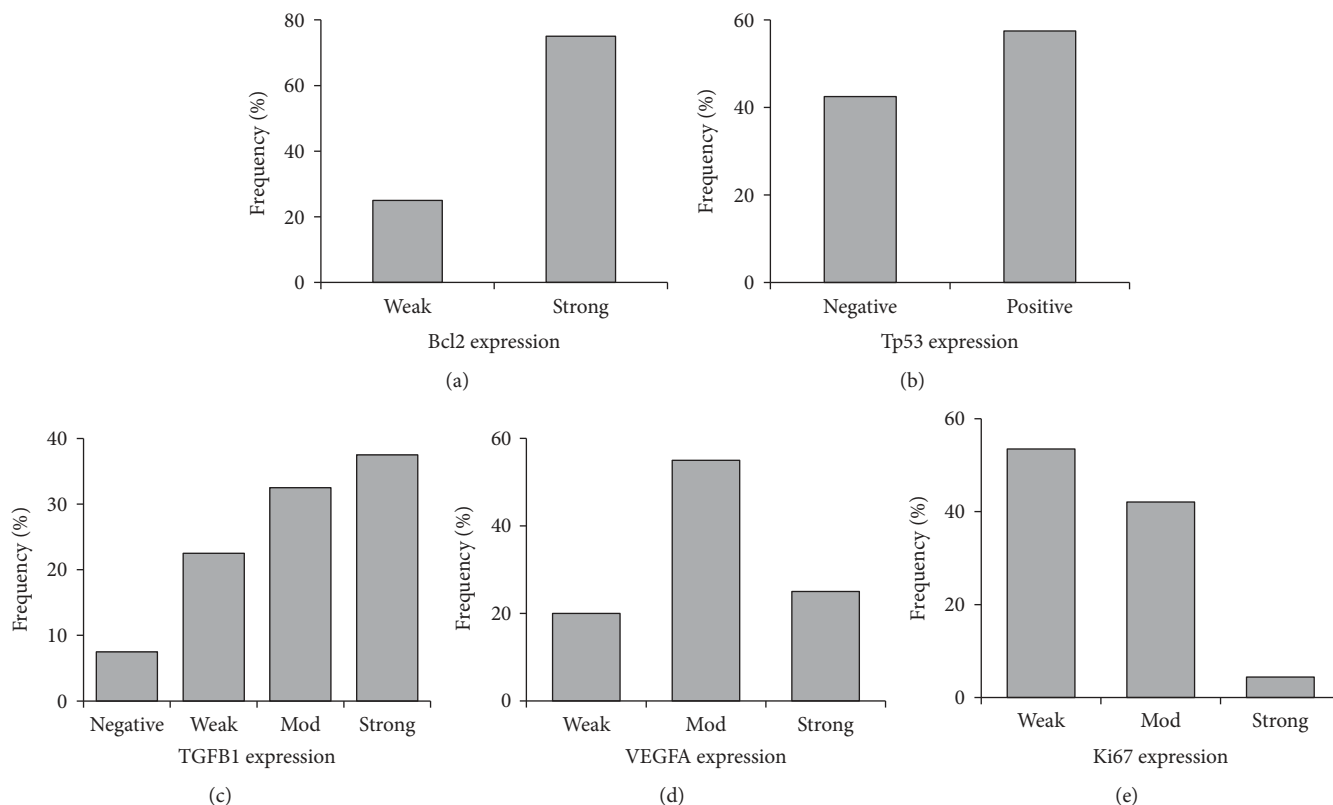 80
60
40
20
0
Frequency (%)
Weak Strong
Bcl2 expression
(a)
60
40
20
0
Frequency (%)
Negative Positive
Tp53 expression
(b)
40
30
20
10
0
Frequency (%)
Negative Weak Mod Strong
TGFB1 expression
(c)
60
40
20
0
Frequency (%)
Weak Mod Strong
VEGFA expression
(d)
60
40
20
0
Frequency (%)
Weak Mod Strong
Ki67 expression
(e)